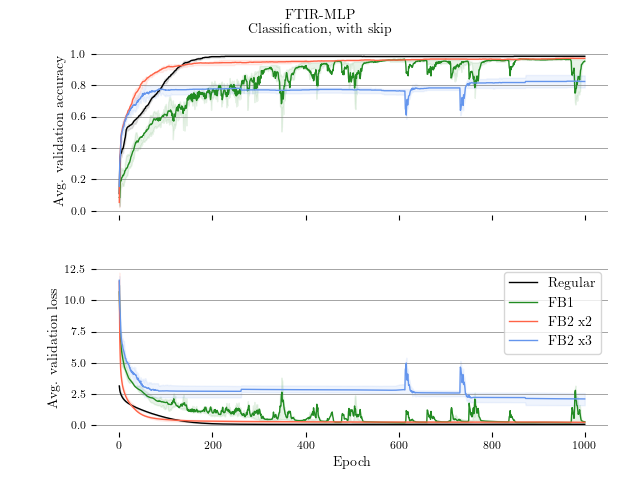 FTIR-MLP
Classification, with skip
Avg. validation accuracy
1.0
0.8
0.6
0.4
0.2
0.0
Avg. validation loss
12.5
10.0
7.5
5.0
2.5
0.0
Regular
FB1
FB2 x2
FB2 x3
0 200 400 600 800 1000
Epoch